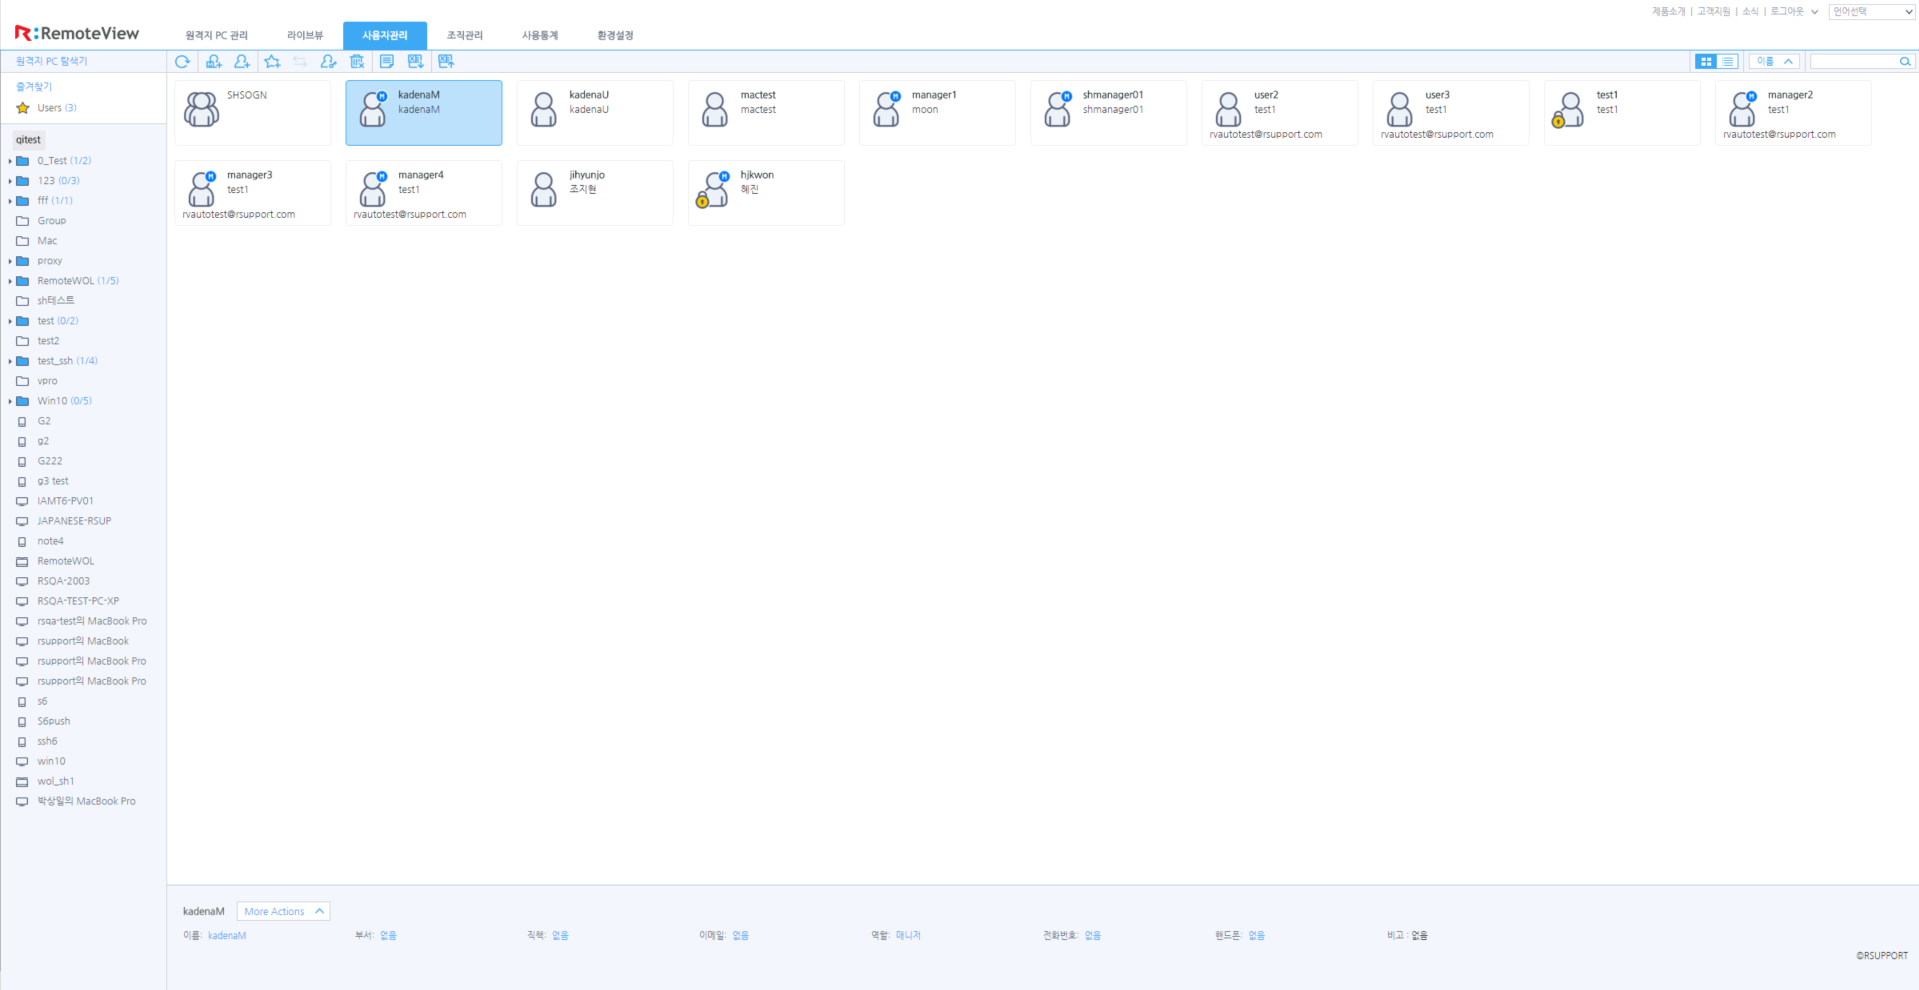 제품소개 | 고객지원 | 소식 | 로그아웃 언어선택
R:RemoteView
원격지 PC 관리 라이브뷰 사용자관리 조직관리 사용통계 환경설정
원격지 PC 탐색기
이름
즐겨찾기
Users (3)
qitest
0_Test (1/2)
123 (0/3)
fff (1/1)
Group
Mac
proxy
RemoteWOL (1/5)
sh테스트
test (0/2)
test2
test_ssh (1/4)
vpro
Win10 (0/5)
G2
g2
G222
g3 test
IAMT6-PV01
JAPANESE-RSUP
note4
RemoteWOL
RSQA-2003
RSQA-TEST-PC-XP
rsqa-test의 MacBook Pro
rsupport의 MacBook
rsupport의 MacBook Pro
rsupport의 MacBook Pro
s6
S6push
ssh6
win10
wol_sh1
박상일의 MacBook Pro
SHSOGN
kadenaM
kadenaM
kadenaU
kadenaU
mactest
mactest
manager1
moon
shmanager01
shmanager01
user2
test1
rvautotest@rsupport.com
user3
test1
rvautotest@rsupport.com
test1
test1
manager2
test1
rvautotest@rsupport.com
manager3
test1
rvautotest@rsupport.com
manager4
test1
rvautotest@rsupport.com
jihyunjo
조지현
hjkwon
혜진
kadenaM More Actions
이름: kadenaM 부서: 없음 직책: 없음 이메일: 없음 역할: 매니저 전화번호: 없음 핸드폰: 없음 비고 : 없음
©RSUPPORT